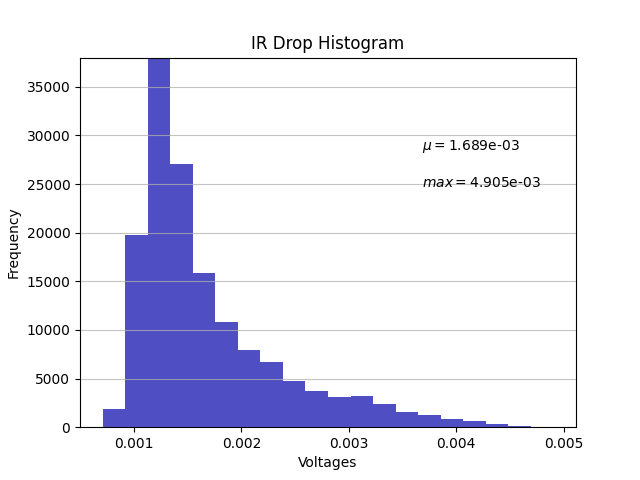 IR Drop Histogram
35000
30000
25000
20000
15000
10000
5000
0
Frequency
μ = 1.689e-03
max = 4.905e-03
0.001 0.002 0.003 0.004 0.005
Voltages